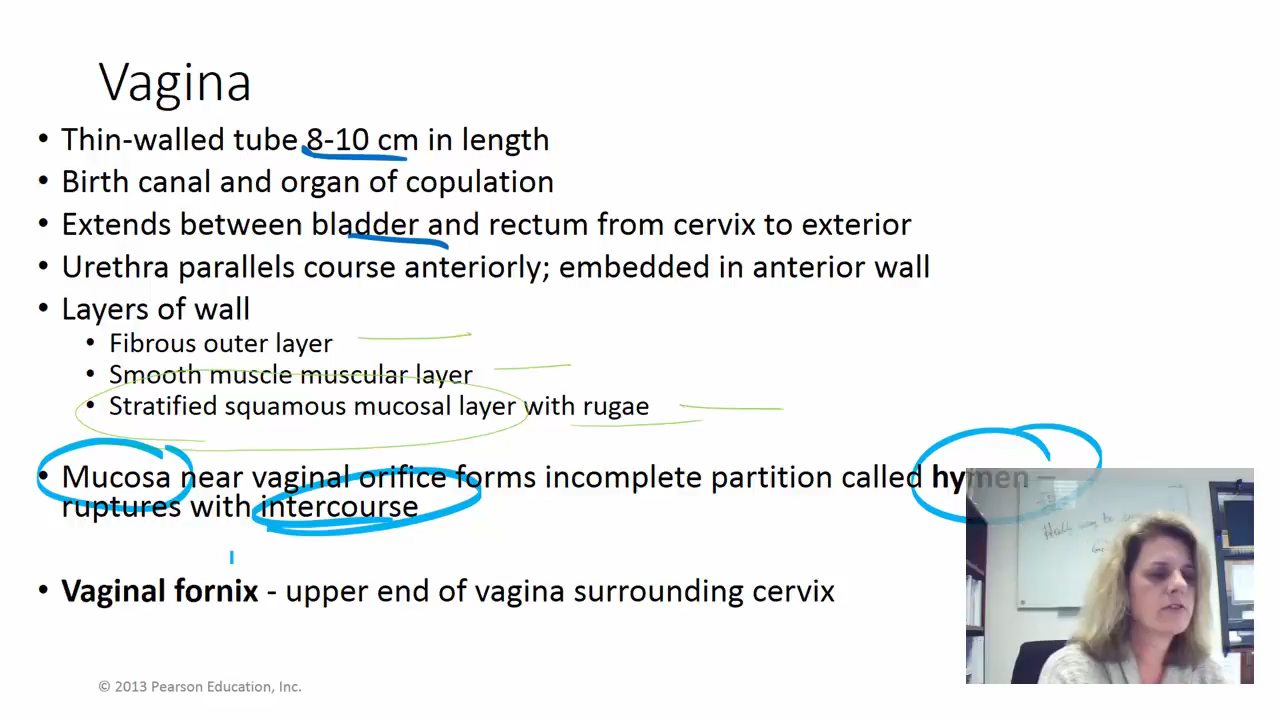 Vagina
• Thin-walled tube 8-10 cm in length
• Birth canal and organ of copulation
• Extends between bladder and rectum from cervix to exterior
• Urethra parallels course anteriorly; embedded in anterior wall
• Layers of wall
• Fibrous outer layer
• Smooth muscle muscular layer
• Stratified squamous mucosal layer with rugae
• Mucosa near vaginal orifice forms incomplete partition called hymen –
ruptures with intercourse
• Vaginal fornix - upper end of vagina surrounding cervix
© 2013 Pearson Education, Inc.